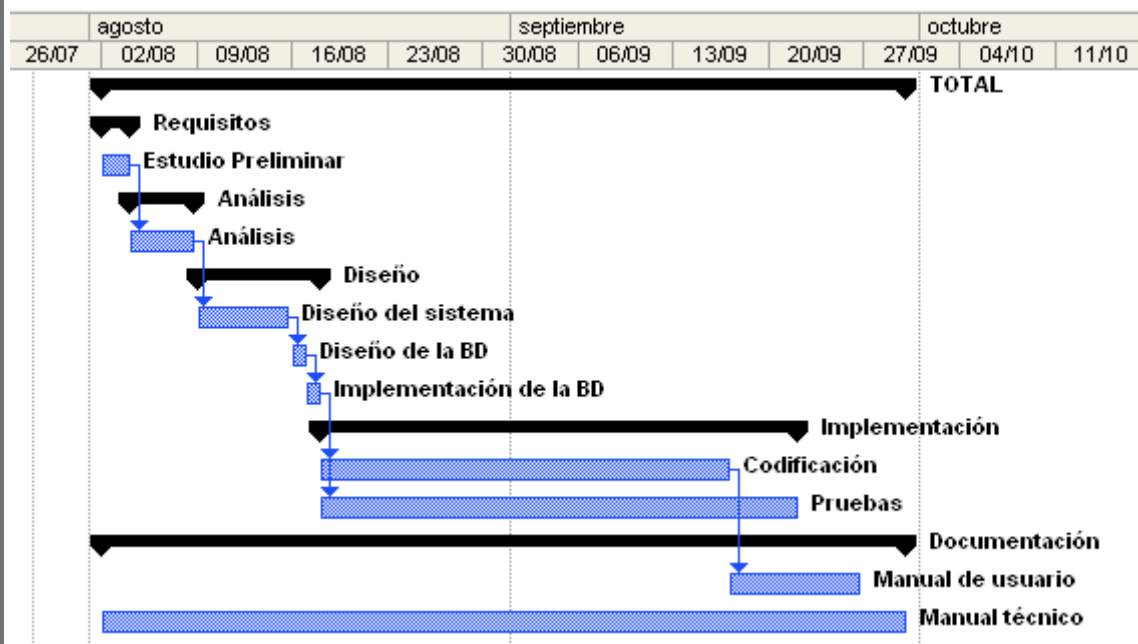 agosto septiembre octubre
26/07 02/08 09/08 16/08 23/08 30/08 06/09 13/09 20/09 27/09 04/10 11/10
TOTAL
Requisitos
Estudio Preliminar
Análisis
Análisis
Diseño
Diseño del sistema
Diseño de la BD
Implementación de la BD
Implementación
Codificación
Pruebas
Documentación
Manual de usuario
Manual técnico